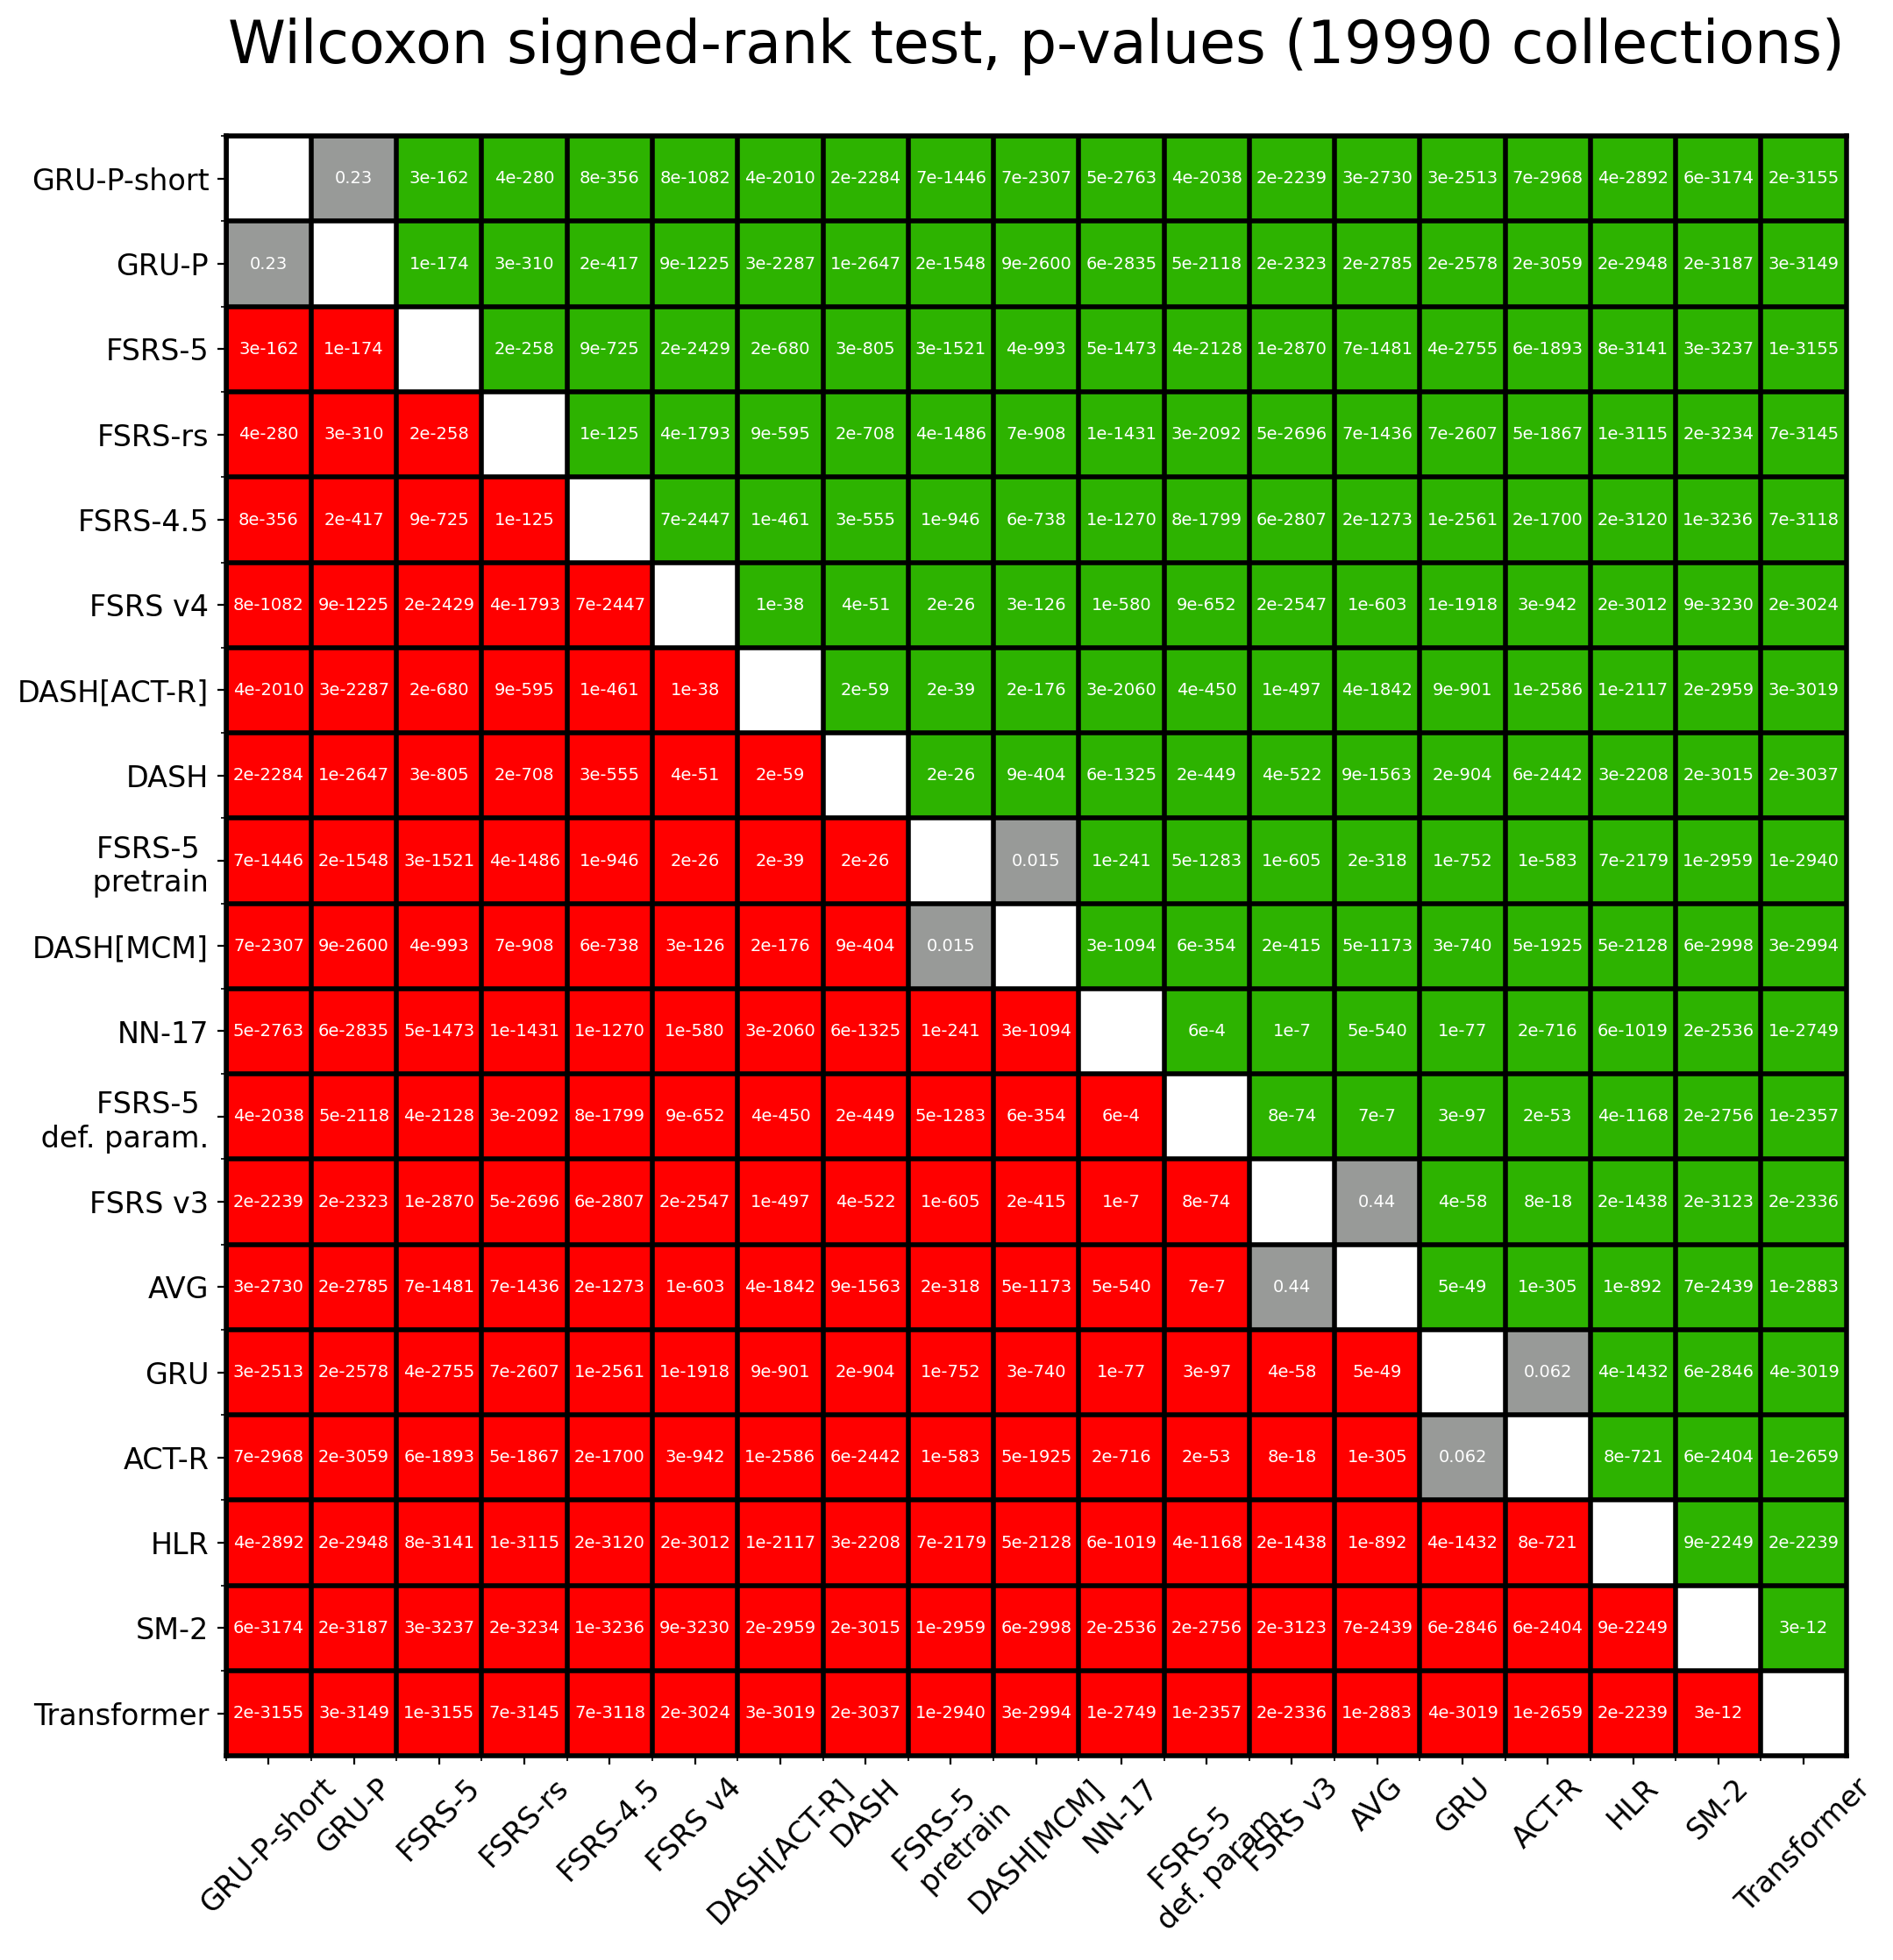 Wilcoxon signed-rank test, p-values (19990 collections)
GRU-P-short 0.23 3e-162 4e-280 8e-356 8e-1082 4e-2010 2e-2284 7e-1446 7e-2307 5e-2763 4e-2038 2e-2239 3e-2730 3e-2513 7e-2968 4e-2892 6e-3174 2e-3155
GRU-P 0.23 1e-174 3e-310 2e-417 9e-1225 3e-2287 1e-2647 2e-1548 9e-2600 6e-2835 5e-2118 2e-2323 2e-2785 2e-2578 2e-3059 2e-2948 2e-3187 3e-3149
FSRS-5 3e-162 1e-174 2e-258 9e-725 2e-2429 2e-680 3e-805 3e-1521 4e-993 5e-1473 4e-2128 1e-2870 7e-1481 4e-2755 6e-1893 8e-3141 3e-3237 1e-3155
FSRS-rs 4e-280 3e-310 2e-258 1e-125 4e-1793 9e-595 2e-708 4e-1486 7e-908 1e-1431 3e-2092 5e-2696 7e-1436 7e-2607 5e-1867 1e-3115 2e-3234 7e-3145
FSRS-4.5 8e-356 2e-417 9e-725 1e-125 7e-2447 1e-461 3e-555 1e-946 6e-738 1e-1270 8e-1799 6e-2807 2e-1273 1e-2561 2e-1700 2e-3120 1e-3236 7e-3118
FSRS v4 8e-1082 9e-1225 2e-2429 4e-1793 7e-2447 1e-38 4e-51 2e-26 3e-126 1e-580 9e-652 2e-2547 1e-603 1e-1918 3e-942 2e-3012 9e-3230 2e-3024
DASH[ACT-R] 4e-2010 3e-2287 2e-680 9e-595 1e-461 1e-38 2e-59 2e-39 2e-176 3e-2060 4e-450 1e-497 4e-1842 9e-901 1e-2586 1e-2117 2e-2959 3e-3019
DASH 2e-2284 1e-2647 3e-805 2e-708 3e-555 4e-51 2e-59 2e-26 9e-404 6e-1325 2e-449 4e-522 9e-1563 2e-904 6e-2442 3e-2208 2e-3015 2e-3037
FSRS-5
pretrain 7e-1446 2e-1548 3e-1521 4e-1486 1e-946 2e-26 2e-39 2e-26 0.015 1e-241 5e-1283 1e-605 2e-318 1e-752 1e-583 7e-2179 1e-2959 1e-2940
DASH[MCM] 7e-2307 9e-2600 4e-993 7e-908 6e-738 3e-126 2e-176 9e-404 0.015 3e-1094 6e-354 2e-415 5e-1173 3e-740 5e-1925 5e-2128 6e-2998 3e-2994
NN-17 5e-2763 6e-2835 5e-1473 1e-1431 1e-1270 1e-580 3e-2060 6e-1325 1e-241 3e-1094 6e-4 1e-7 5e-540 1e-77 2e-716 6e-1019 2e-2536 1e-2749
FSRS-5
def. param. 4e-2038 5e-2118 4e-2128 3e-2092 8e-1799 9e-652 4e-450 2e-449 5e-1283 6e-354 6e-4 8e-74 7e-7 3e-97 2e-53 4e-1168 2e-2756 1e-2357
FSRS v3 2e-2239 2e-2323 1e-2870 5e-2696 6e-2807 2e-2547 1e-497 4e-522 1e-605 2e-415 1e-7 8e-74 0.44 4e-58 8e-18 2e-1438 2e-3123 2e-2336
AVG 3e-2730 2e-2785 7e-1481 7e-1436 2e-1273 1e-603 4e-1842 9e-1563 2e-318 5e-1173 5e-540 7e-7 0.44 5e-49 1e-305 1e-892 7e-2439 1e-2883
GRU 3e-2513 2e-2578 4e-2755 7e-2607 1e-2561 1e-1918 9e-901 2e-904 1e-752 3e-740 1e-77 3e-97 4e-58 5e-49 0.062 4e-1432 6e-2846 4e-3019
ACT-R 7e-2968 2e-3059 6e-1893 5e-1867 2e-1700 3e-942 1e-2586 6e-2442 1e-583 5e-1925 2e-716 2e-53 8e-18 1e-305 0.062 8e-721 6e-2404 1e-2659
HLR 4e-2892 2e-2948 8e-3141 1e-3115 2e-3120 2e-3012 1e-2117 3e-2208 7e-2179 5e-2128 6e-1019 4e-1168 2e-1438 1e-892 4e-1432 8e-721 9e-2249 2e-2239
SM-2 6e-3174 2e-3187 3e-3237 2e-3234 1e-3236 9e-3230 2e-2959 2e-3015 1e-2959 6e-2998 2e-2536 2e-2756 2e-3123 7e-2439 6e-2846 6e-2404 9e-2249 3e-12
Transformer 2e-3155 3e-3149 1e-3155 7e-3145 7e-3118 2e-3024 3e-3019 2e-3037 1e-2940 3e-2994 1e-2749 1e-2357 2e-2336 1e-2883 4e-3019 1e-2659 2e-2239 3e-12
GRU-P-short
GRU-P
FSRS-5
FSRS-rs
FSRS-4.5
FSRS v4
DASH[ACT-R]
DASH
FSRS-5
pretrain
DASH[MCM]
NN-17
FSRS-5
def. param.
FSRS v3
AVG
GRU
ACT-R
HLR
SM-2
Transformer